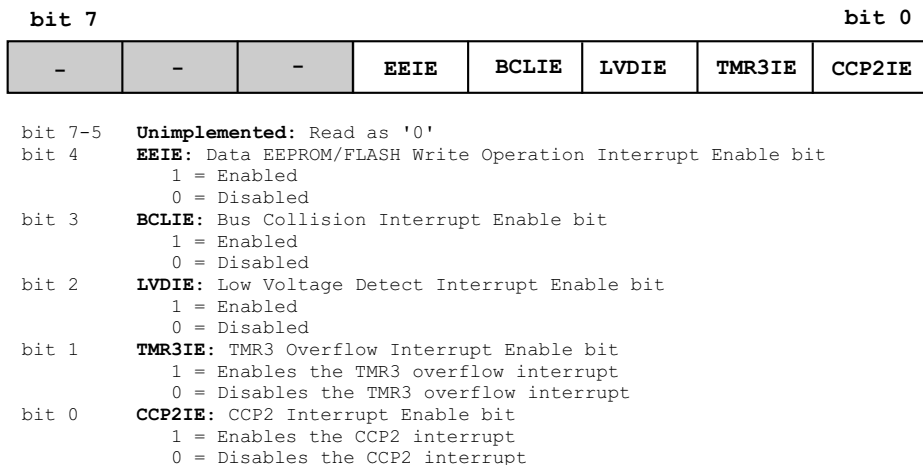 bit 7 bit 0
- - - EEIE BCLIE LVDIE TMR3IE CCP2IE
bit 7-5 Unimplemented: Read as '0'
bit 4 EEIE: Data EEPROM/FLASH Write Operation Interrupt Enable bit
1 = Enabled
0 = Disabled
bit 3 BCLIE: Bus Collision Interrupt Enable bit
1 = Enabled
0 = Disabled
bit 2 LVDIE: Low Voltage Detect Interrupt Enable bit
1 = Enabled
0 = Disabled
bit 1 TMR3IE: TMR3 Overflow Interrupt Enable bit
1 = Enables the TMR3 overflow interrupt
0 = Disables the TMR3 overflow interrupt
bit 0 CCP2IE: CCP2 Interrupt Enable bit
1 = Enables the CCP2 interrupt
0 = Disables the CCP2 interrupt